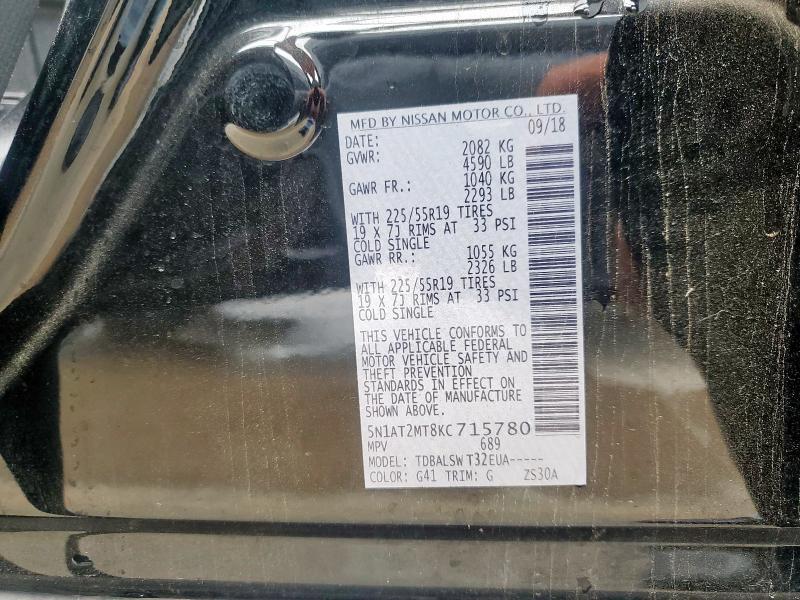 MFD BY NISSAN MOTOR CO., LTD.
DATE: 09/18
GVWR: 2082 KG
4590 LB
GAWR FR.: 1040 KG
2293 LB
WITH 225/55R19 TIRES
19 X 7J RIMS AT 33 PSI
COLD SINGLE
GAWR RR.: 1055 KG
2326 LB
WITH 225/55R19 TIRES
19 X 7J RIMS AT 33 PSI
COLD SINGLE
THIS VEHICLE CONFORMS TO
ALL APPLICABLE FEDERAL
MOTOR VEHICLE SAFETY AND
THEFT PREVENTION
STANDARDS IN EFFECT ON
THE DATE OF MANUFACTURE
SHOWN ABOVE.
5N1AT2MT8KC715780
MPV 689
MODEL: TDBALSW T32EUA-----
COLOR: G41 TRIM: G ZS30A